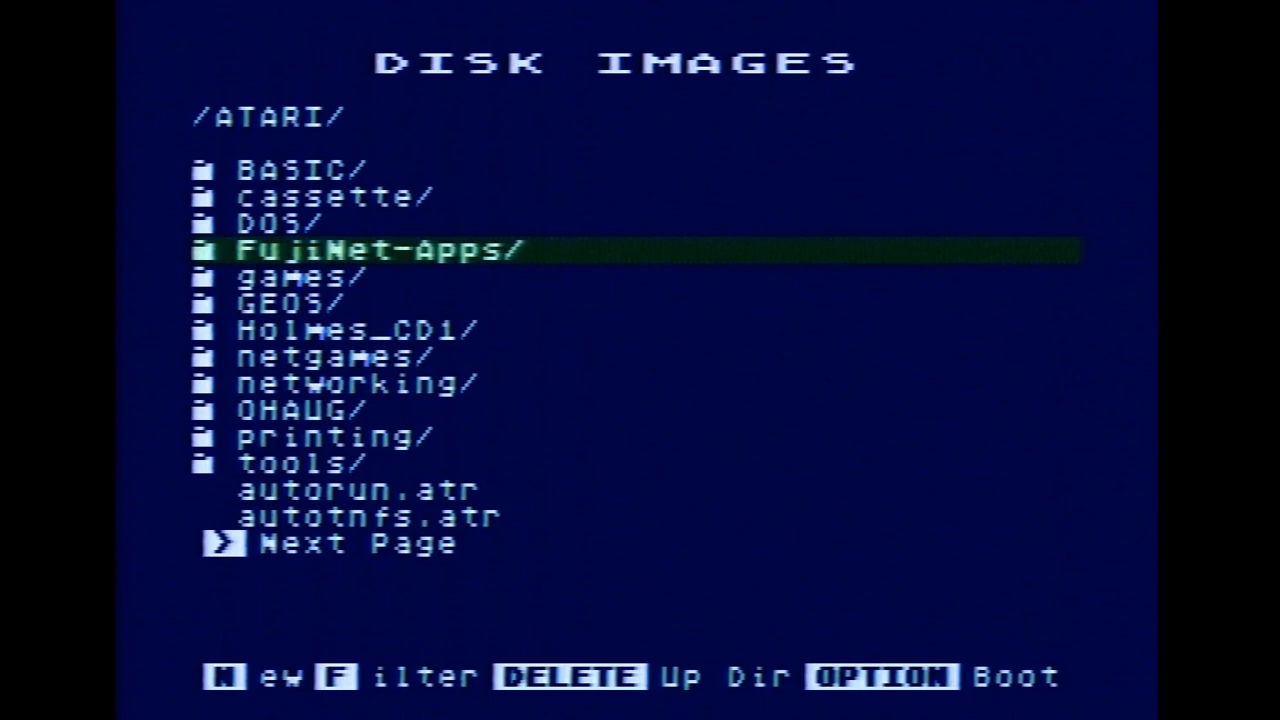 DISK IMAGES
/ATARI/
BASIC/
cassette/
DOS/
FujiNet-Apps/
games/
GEOS/
Holmes_CDi/
netgames/
networking/
OHAUG/
printing/
tools/
autorun.atr
autotnfs.atr
> Next Page
New Filter DELETE Up Dir OPTION Boot